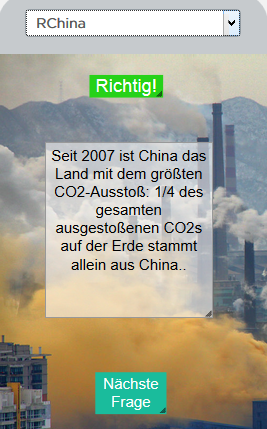 RChina
Richtig!
Seit 2007 ist China das
Land mit dem größten
CO2-Ausstoß: 1/4 des
gesamten
ausgestoßenen CO2s
auf der Erde stammt
allein aus China..
Nächste
Frage